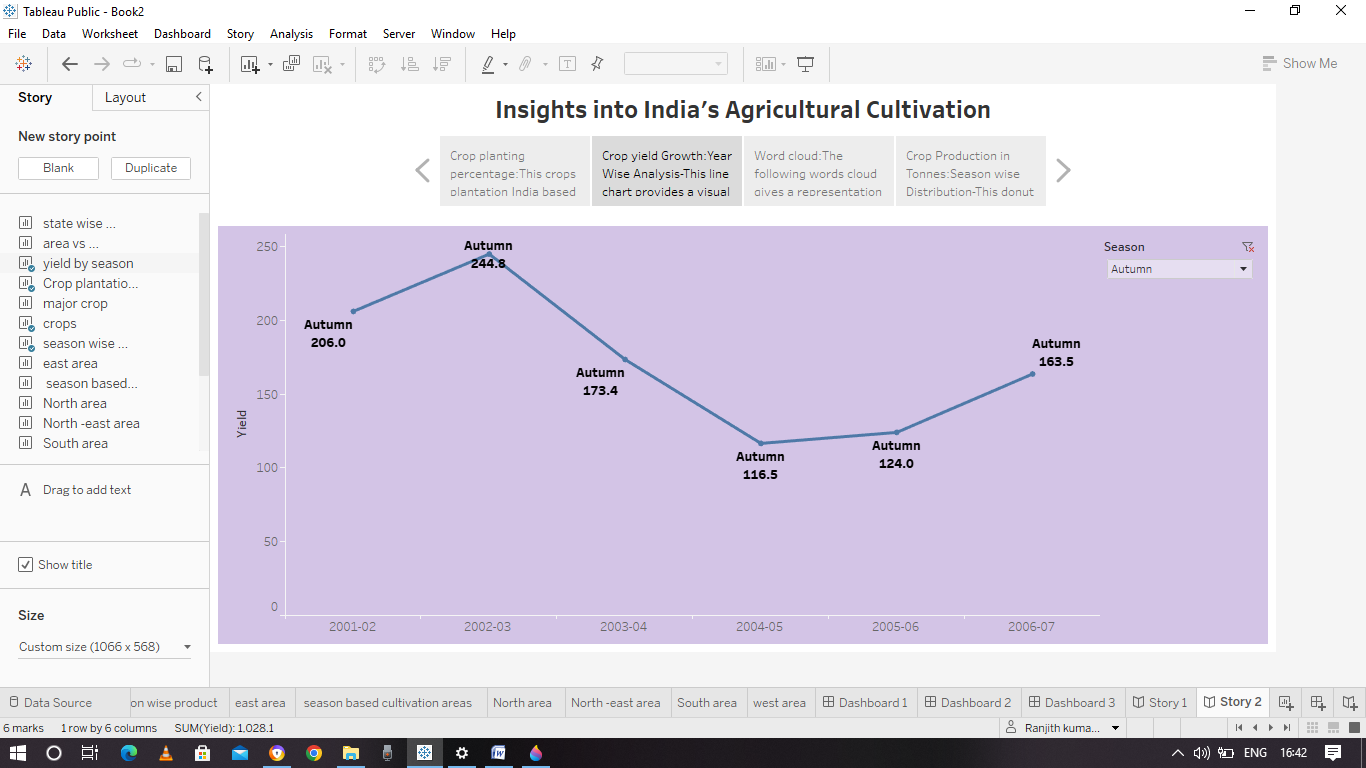 Tableau Public - Book2
File Data Worksheet Dashboard Story Analysis Format Server Window Help
Show Me
Story Layout
New story point
Blank Duplicate
state wise ...
area vs ...
yield by season
Crop plantatio...
major crop
crops
season wise ...
east area
season based...
North area
North -east area
South area
A Drag to add text
Show title
Size
Custom size (1066 x 568)
Insights into India's Agricultural Cultivation
Crop planting
percentage:This crops
plantation India based
Crop yield Growth:Year
Wise Analysis-This line
chart provides a visual
Word cloud:The
following words cloud
gives a representation
Crop Production in
Tonnes:Season wise
Distribution-This donut
Season
Autumn
Yield
250
200
150
100
50
0
Autumn
206.0
Autumn
244.8
Autumn
173.4
Autumn
116.5
Autumn
124.0
Autumn
163.5
2001-02 2002-03 2003-04 2004-05 2005-06 2006-07
Data Source on wise product east area season based cultivation areas North area North -east area South area west area Dashboard 1 Dashboard 2 Dashboard 3 Story 1 Story 2
6 marks 1 row by 6 columns SUM(Yield): 1,028.1 Ranjith kuma...
ENG 16:42